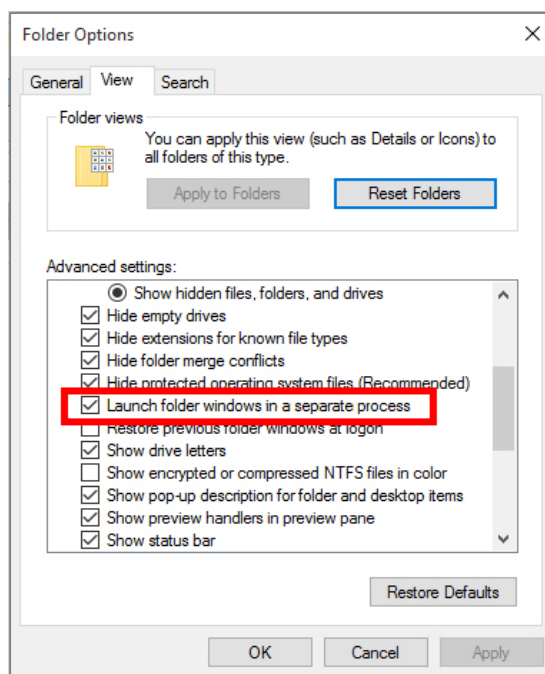 Folder Options
General View Search
Folder views
You can apply this view (such as Details or Icons) to
all folders of this type.
Apply to Folders Reset Folders
Advanced settings:
Show hidden files, folders, and drives
Hide empty drives
Hide extensions for known file types
Hide folder merge conflicts
Hide protected operating system files (Recommended)
Launch folder windows in a separate process
Restore previous folder windows at logon
Show drive letters
Show encrypted or compressed NTFS files in color
Show pop-up description for folder and desktop items
Show preview handlers in preview pane
Show status bar
Restore Defaults
OK Cancel Apply